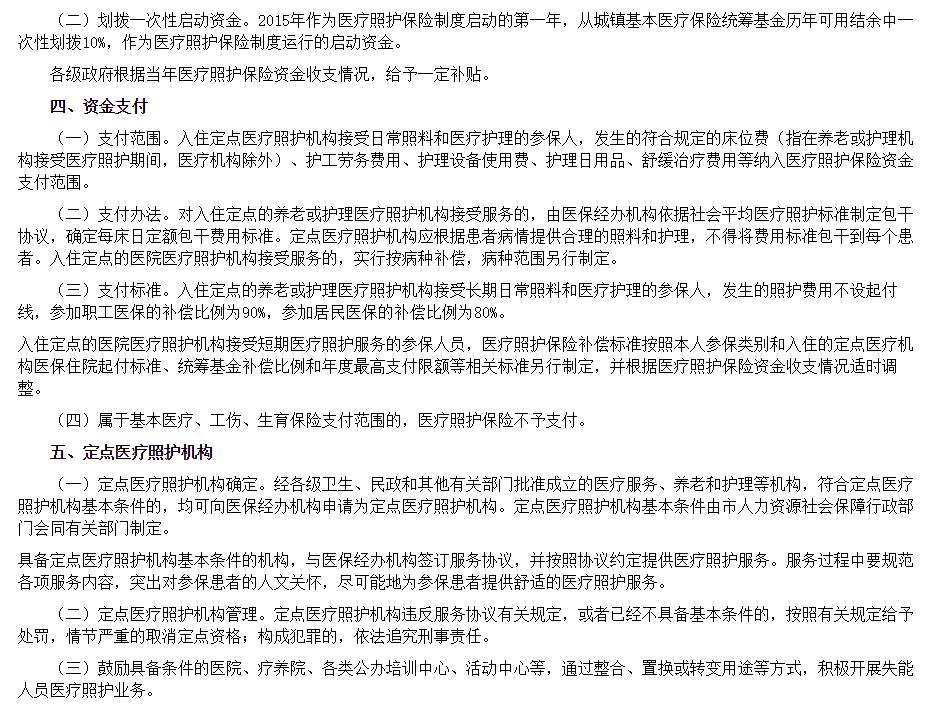 （二）划拨一次性启动资金。2015年作为医疗照护保险制度启动的第一年，从城镇基本医疗保险统筹基金历年可用结余中一
次性划拨10%，作为医疗照护保险制度运行的启动资金。
各级政府根据当年医疗照护保险资金收支情况，给予一定补贴。
四、资金支付
（一）支付范围。入住定点医疗照护机构接受日常照料和医疗护理的参保人，发生的符合规定的床位费（指在养老或护理机
构接受医疗照护期间，医疗机构除外）、护工劳务费用、护理设备使用费、护理日用品、舒缓治疗费用等纳入医疗照护保险资金
支付范围。
（二）支付办法。对入住定点的养老或护理医疗照护机构接受服务的，由医保经办机构依据社会平均医疗照护标准制定包干
协议，确定每床日定额包干费用标准。定点医疗照护机构应根据患者病情提供合理的照料和护理，不得将费用标准包干到每个患
者。入住定点的医院医疗照护机构接受服务的，实行按病种补偿，病种范围另行制定。
（三）支付标准。入住定点的养老或护理医疗照护机构接受长期日常照料和医疗护理的参保人，发生的照护费用不设起付
线，参加职工医保的补偿比例为90%，参加居民医保的补偿比例为80%。
入住定点的医院医疗照护机构接受短期医疗照护服务的参保人员，医疗照护保险补偿标准按照本人参保类别和入住的定点医疗机
构医保住院起付标准、统筹基金补偿比例和年度最高支付限额等相关标准另行制定，并根据医疗照护保险资金收支情况适时调
整。
（四）属于基本医疗、工伤、生育保险支付范围的，医疗照护保险不予支付。
五、定点医疗照护机构
（一）定点医疗照护机构确定。经各级卫生、民政和其他有关部门批准成立的医疗服务、养老和护理等机构，符合定点医疗
照护机构基本条件的，均可向医保经办机构申请为定点医疗照护机构。定点医疗照护机构基本条件由市人力资源社会保障行政部
门会同有关部门制定。
具备定点医疗照护机构基本条件的机构，与医保经办机构签订服务协议，并按照协议约定提供医疗照护服务。服务过程中要规范
各项服务内容，突出对参保患者的人文关怀，尽可能地为参保患者提供舒适的医疗照护服务。
（二）定点医疗照护机构管理。定点医疗照护机构违反服务协议有关规定，或者已经不具备基本条件的，按照有关规定给予
处罚，情节严重的取消定点资格；构成犯罪的，依法追究刑事责任。
（三）鼓励具备条件的医院、疗养院、各类公办培训中心、活动中心等，通过整合、置换或转变用途等方式，积极开展失能
人员医疗照护业务。